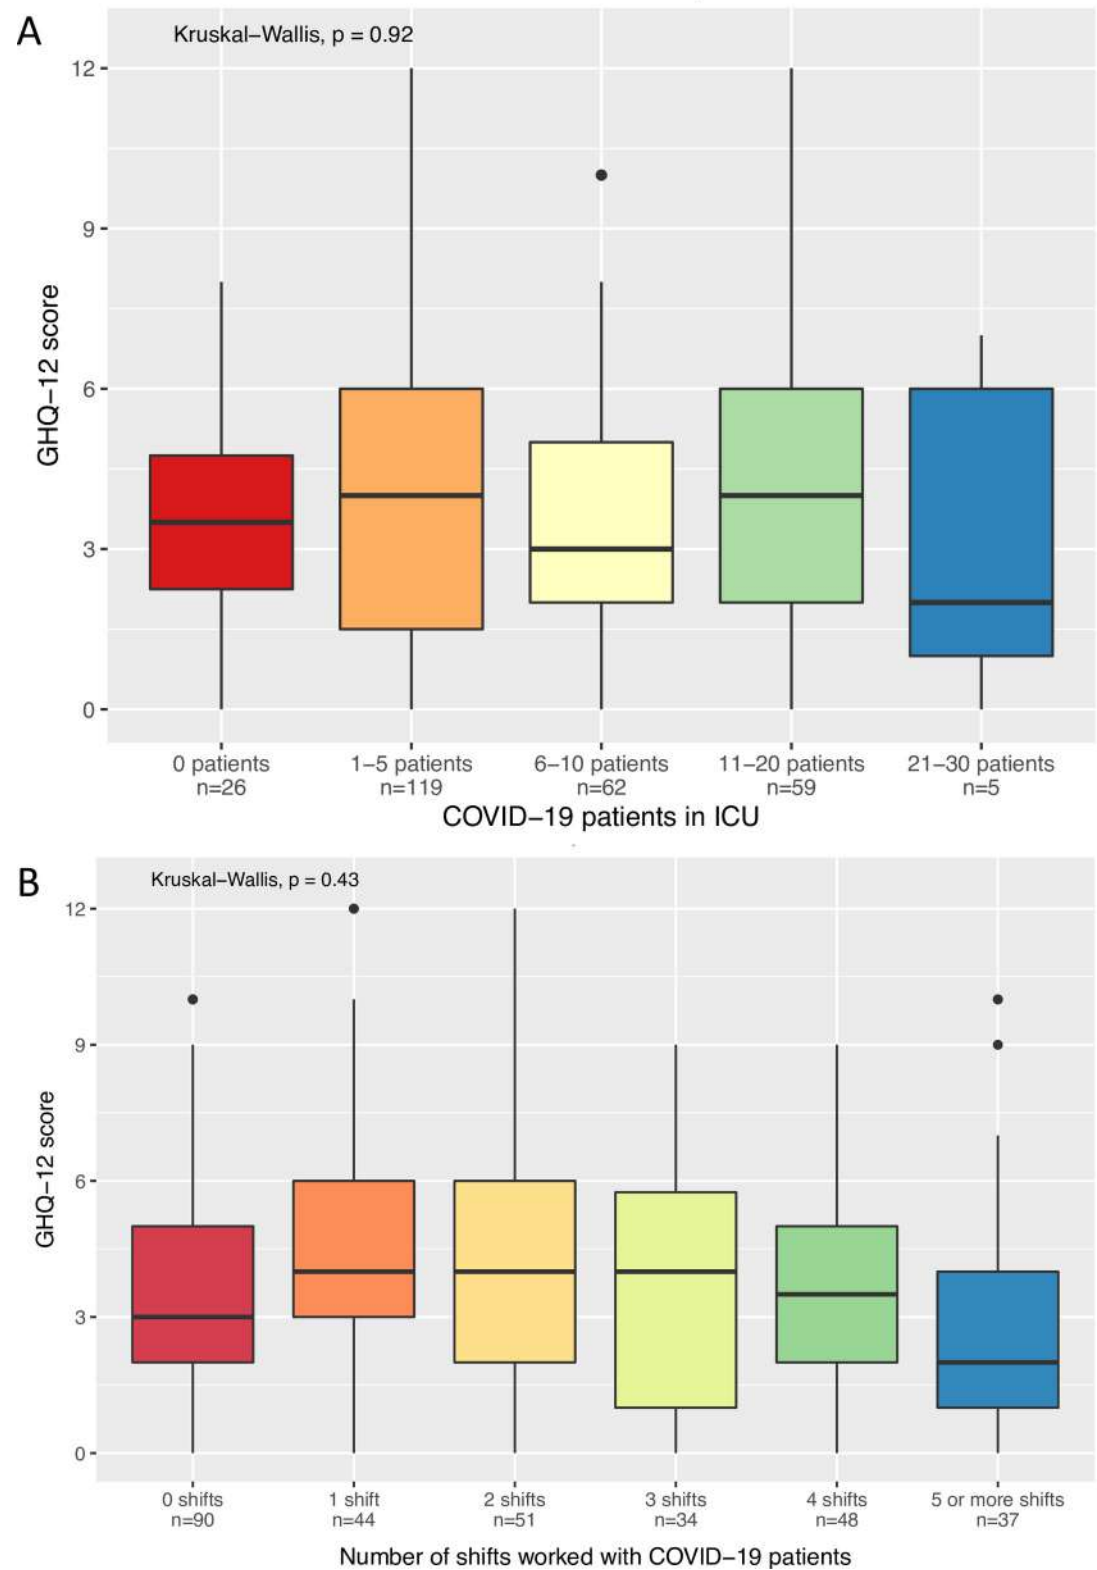 A
Kruskal–Wallis, p = 0.92
12
9
6
3
0
GHQ–12 score
0 patients
n=26
1–5 patients
n=119
6–10 patients
n=62
11–20 patients
n=59
21–30 patients
n=5
COVID–19 patients in ICU
B
Kruskal–Wallis, p = 0.43
12
9
6
3
0
GHQ–12 score
0 shifts
n=90
1 shift
n=44
2 shifts
n=51
3 shifts
n=34
4 shifts
n=48
5 or more shifts
n=37
Number of shifts worked with COVID–19 patients